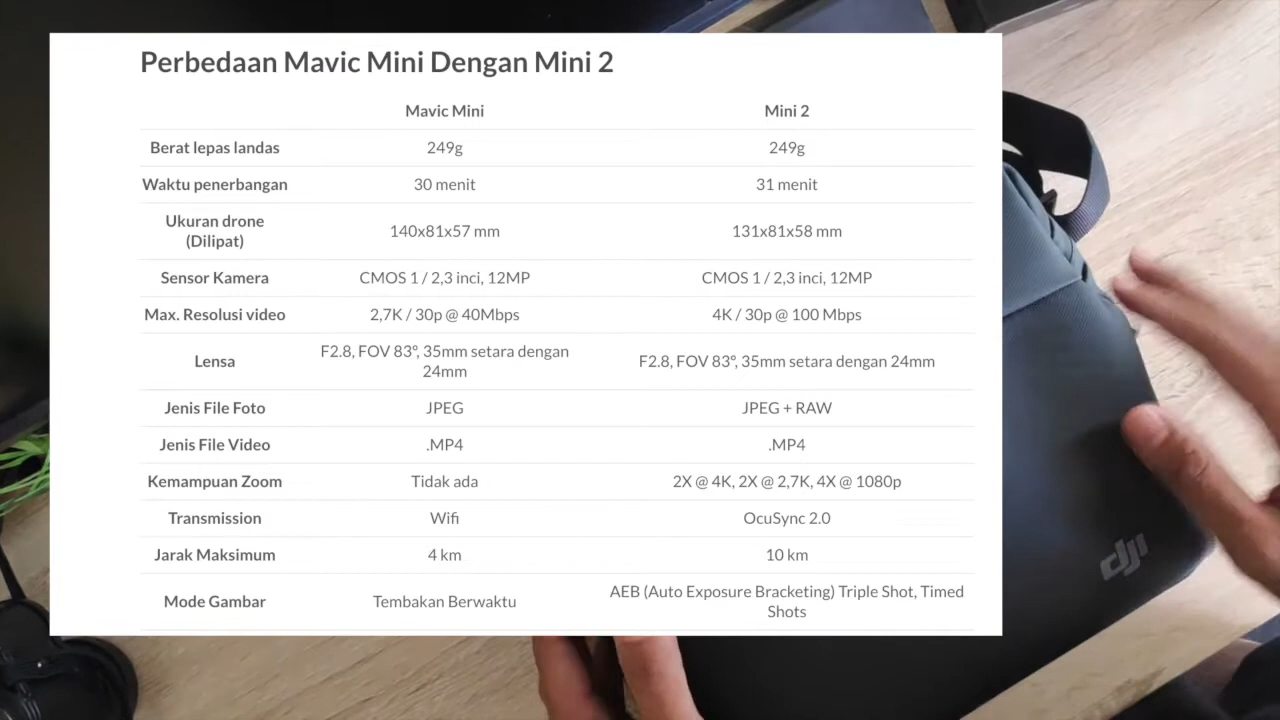 Perbedaan Mavic Mini Dengan Mini 2
Mavic Mini Mini 2
Berat lepas landas 249g 249g
Waktu penerbangan 30 menit 31 menit
Ukuran drone
(Dilipat) 140x81x57 mm 131x81x58 mm
Sensor Kamera CMOS 1 / 2,3 inci, 12MP CMOS 1 / 2,3 inci, 12MP
Max. Resolusi video 2,7K / 30p @ 40Mbps 4K / 30p @ 100 Mbps
Lensa F2.8, FOV 83°, 35mm setara dengan
24mm F2.8, FOV 83°, 35mm setara dengan 24mm
Jenis File Foto JPEG JPEG + RAW
Jenis File Video .MP4 .MP4
Kemampuan Zoom Tidak ada 2X @ 4K, 2X @ 2,7K, 4X @ 1080p
Transmission Wifi OcuSync 2.0
Jarak Maksimum 4 km 10 km
Mode Gambar Tembakan Berwaktu AEB (Auto Exposure Bracketing) Triple Shot, Timed
Shots
dji